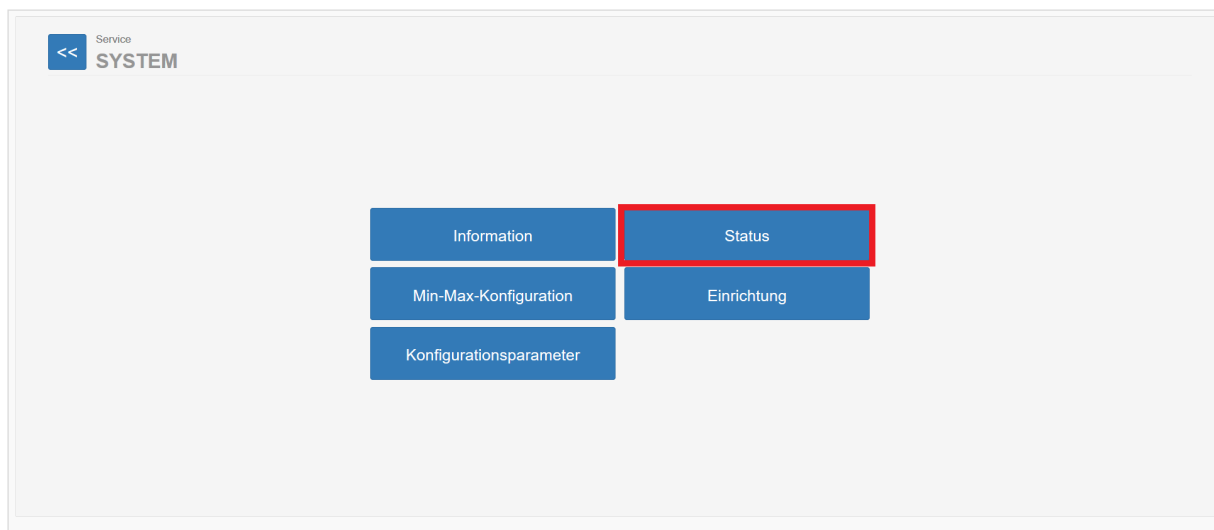 <<
Service
SYSTEM
Information
Status
Min-Max-Konfiguration
Einrichtung
Konfigurationsparameter